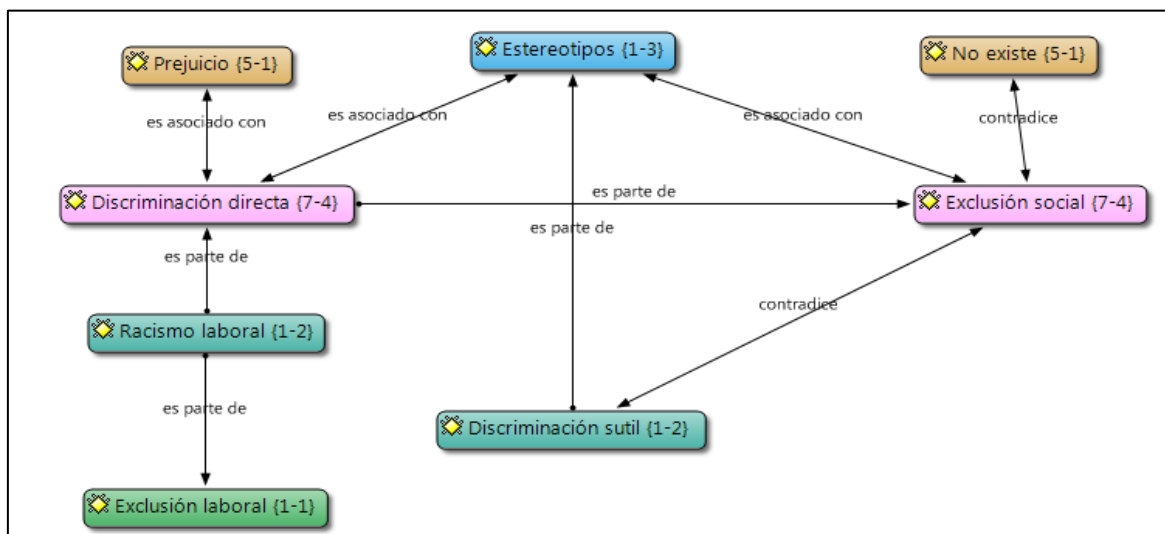 Estereotipos {1-3}
Prejuicio {5-1}
No existe {5-1}
es asociado con
es asociado con
es asociado con
contradice
Discriminación directa {7-4}
es parte de
Exclusión social {7-4}
es parte de
es parte de
contradice
Racismo laboral {1-2}
es parte de
Discriminación sutil {1-2}
Exclusión laboral {1-1}